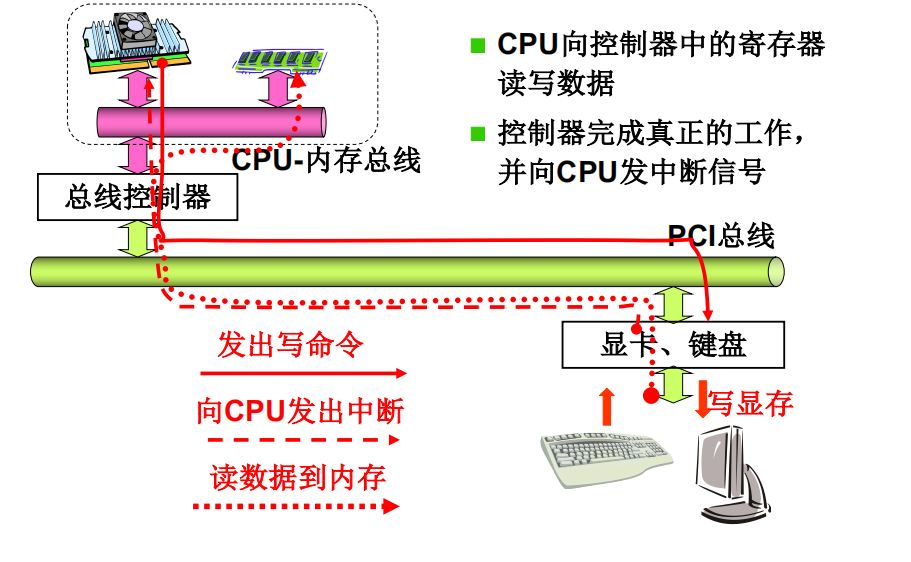 CPU向控制器中的寄存器
读写数据
控制器完成真正的工作，
并向CPU发中断信号
CPU-内存总线
总线控制器
PCI总线
显卡、键盘
写显存
发出写命令
向CPU发出中断
读数据到内存